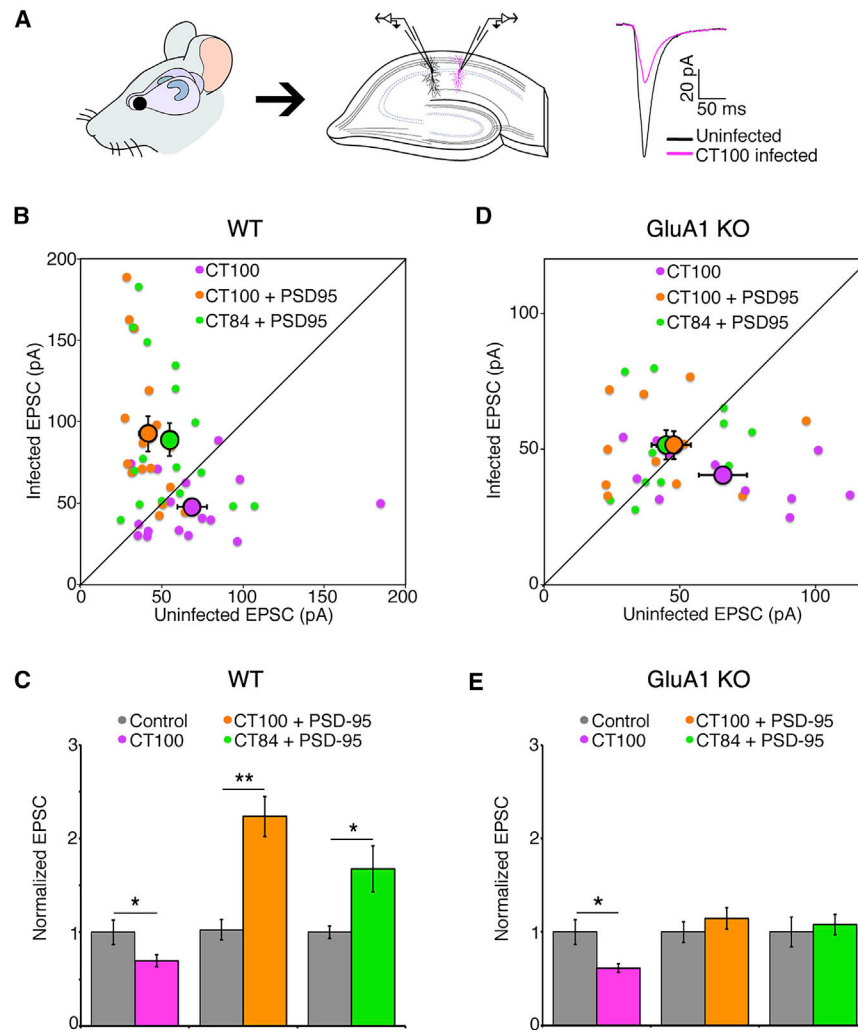 A
20 pA
50 ms
Uninfected
CT100 infected
B
WT
200
150
100
50
0
0
50
100
150
200
Infected EPSC (pA)
Uninfected EPSC (pA)
CT100
CT100 + PSD95
CT84 + PSD95
D
GluA1 KO
100
50
0
0
50
100
Infected EPSC (pA)
Uninfected EPSC (pA)
CT100
CT100 + PSD95
CT84 + PSD95
C
WT
Control
CT100
CT100 + PSD-95
CT84 + PSD-95
3
2
1
0
Normalized EPSC
*
**
*
E
GluA1 KO
Control
CT100
CT100 + PSD-95
CT84 + PSD-95
3
2
1
0
Normalized EPSC
*